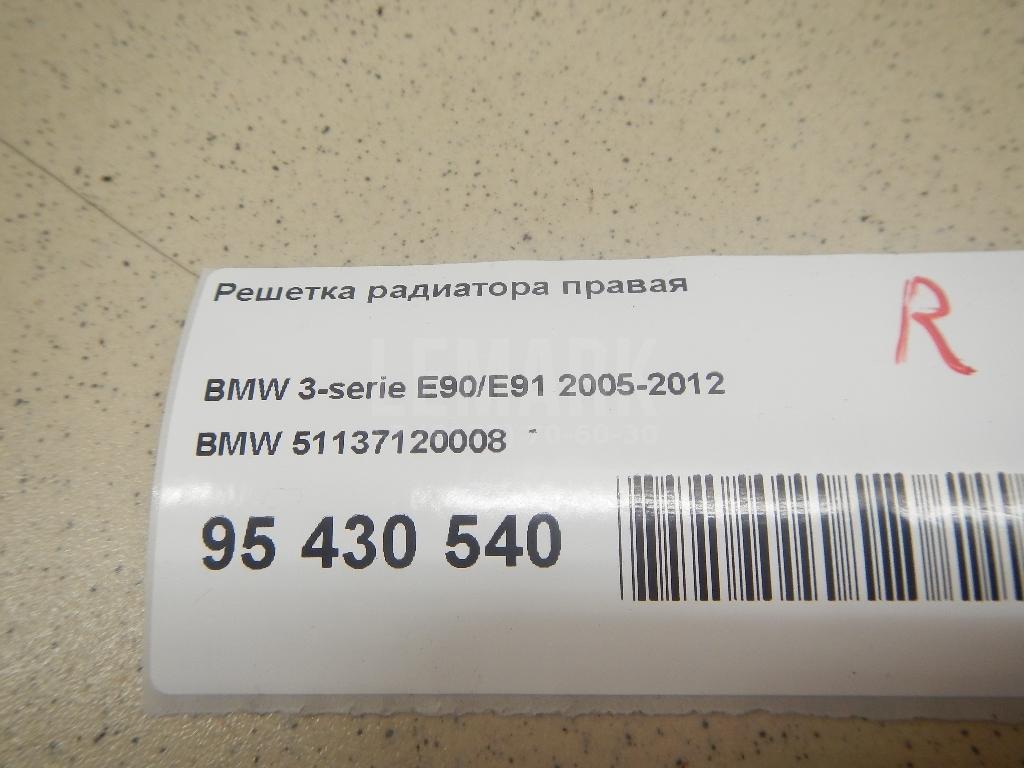 Решетка радиатора правая
R
LEMARK
BMW 3-serie E90/E91 2005-2012
BMW 51137120008
95 430 540